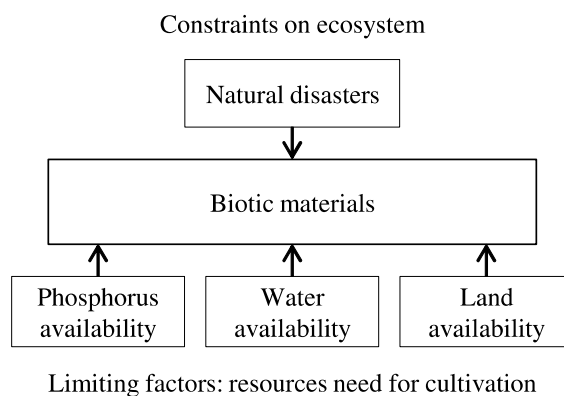 Constraints on ecosystem
Natural disasters
Biotic materials
Phosphorus
availability
Water
availability
Land
availability
Limiting factors: resources need for cultivation